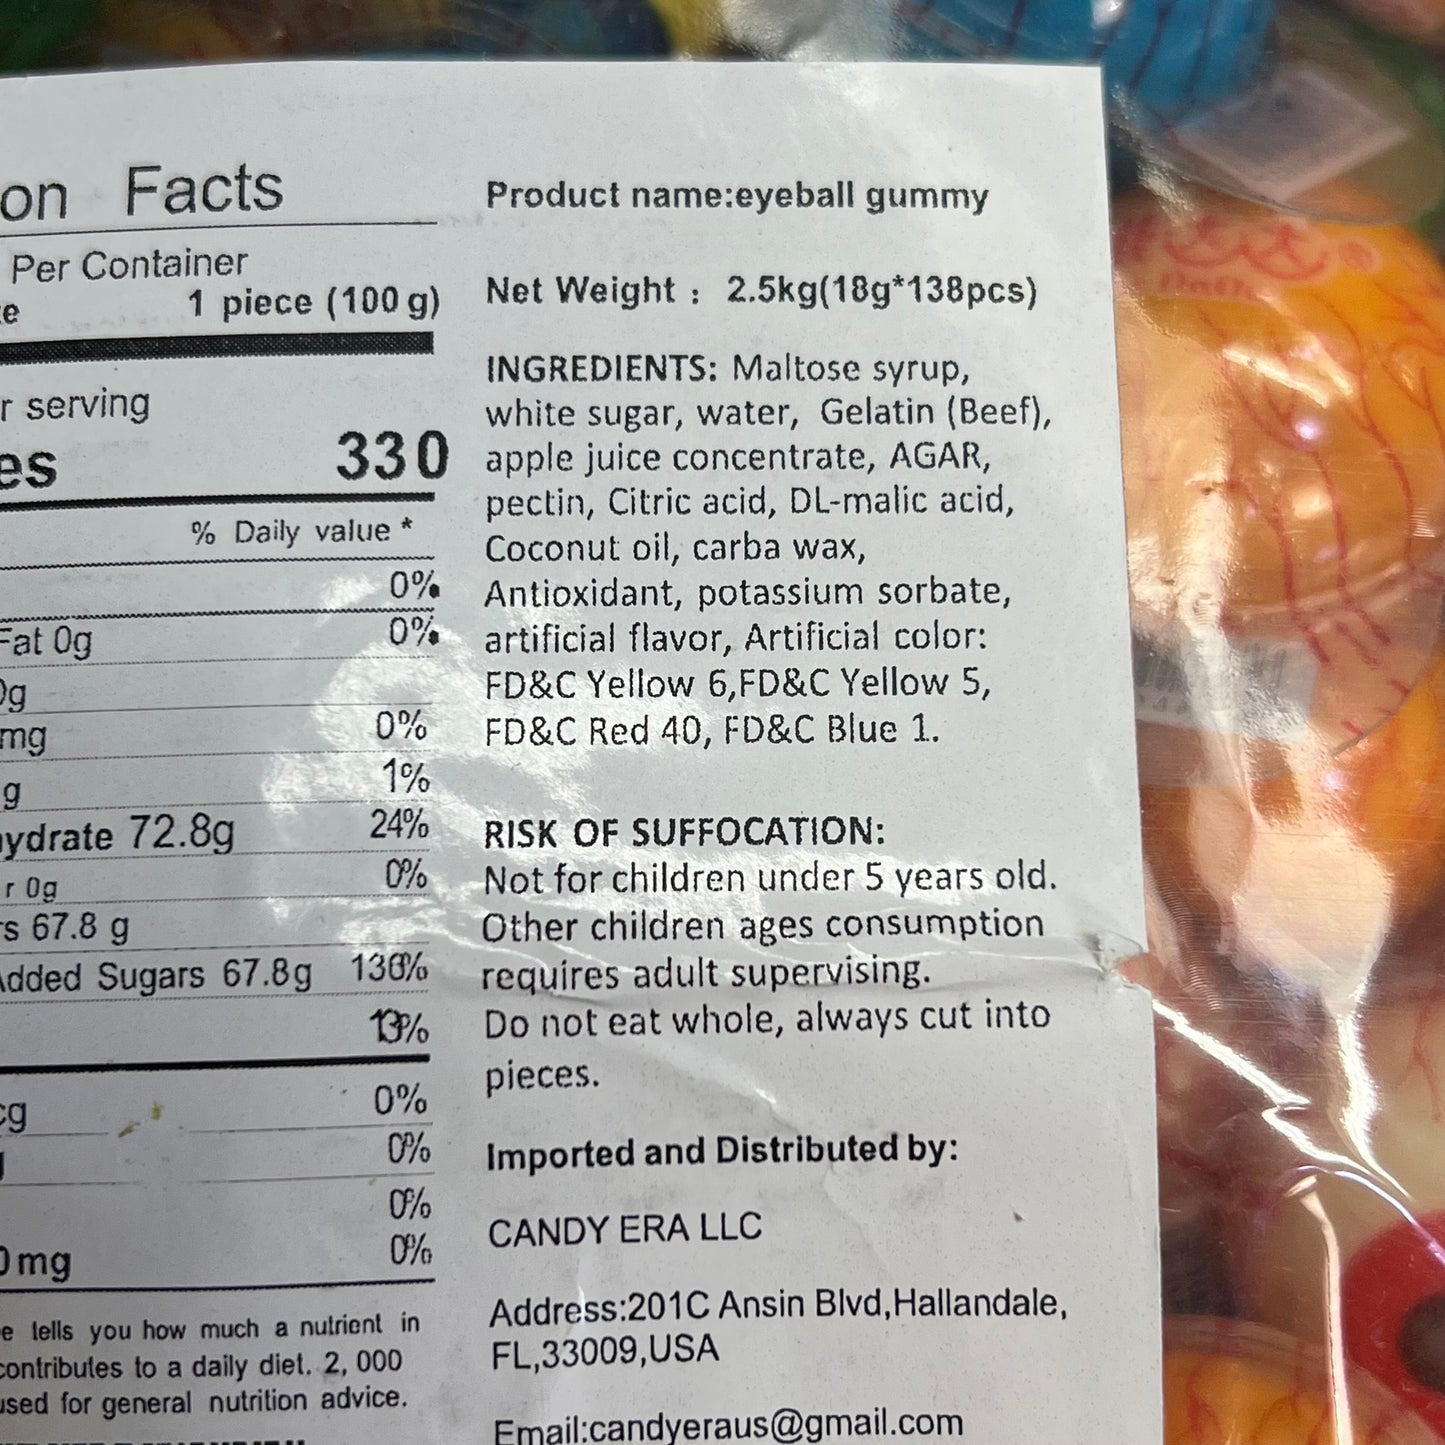 on Facts
Per Container
1 piece (100 g)
r serving
es 330
% Daily value *
0%
Fat 0g 0%
0g
mg 0%
g 1%
ydrate 72.8g 24%
r 0g 0%
s 67.8 g
Added Sugars 67.8g 136%
13%
cg 0%
0%
0%
0mg 0%
e tells you how much a nutrient in
contributes to a daily diet. 2, 000
used for general nutrition advice.
Product name:eyeball gummy
Net Weight : 2.5kg(18g*138pcs)
INGREDIENTS: Maltose syrup,
white sugar, water, Gelatin (Beef),
apple juice concentrate, AGAR,
pectin, Citric acid, DL-malic acid,
Coconut oil, carba wax,
Antioxidant, potassium sorbate,
artificial flavor, Artificial color:
FD&C Yellow 6,FD&C Yellow 5,
FD&C Red 40, FD&C Blue 1.
RISK OF SUFFOCATION:
Not for children under 5 years old.
Other children ages consumption
requires adult supervising.
Do not eat whole, always cut into
pieces.
Imported and Distributed by:
CANDY ERA LLC
Address:201C Ansin Blvd,Hallandale,
FL,33009,USA
Email:candyeraus@gmail.com